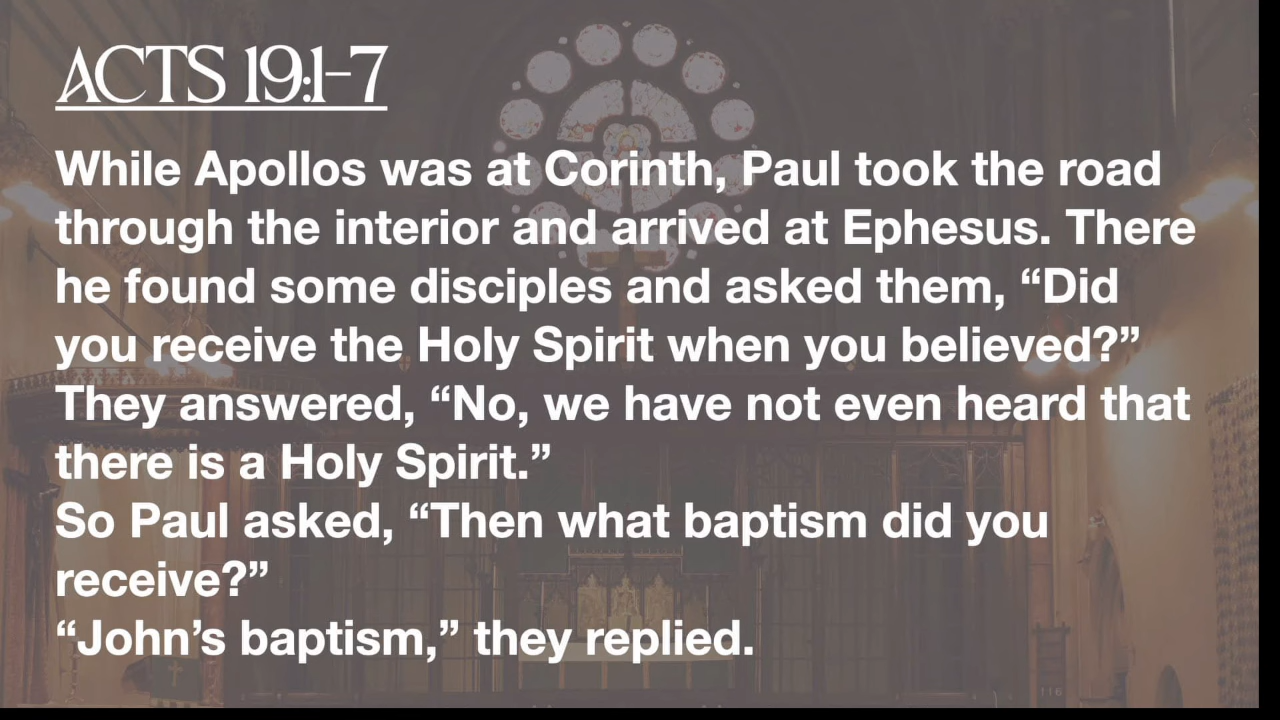 ACTS 19:1-7
While Apollos was at Corinth, Paul took the road
through the interior and arrived at Ephesus. There
he found some disciples and asked them, “Did
you receive the Holy Spirit when you believed?”
They answered, “No, we have not even heard that
there is a Holy Spirit.”
So Paul asked, “Then what baptism did you
receive?”
“John’s baptism,” they replied.
116